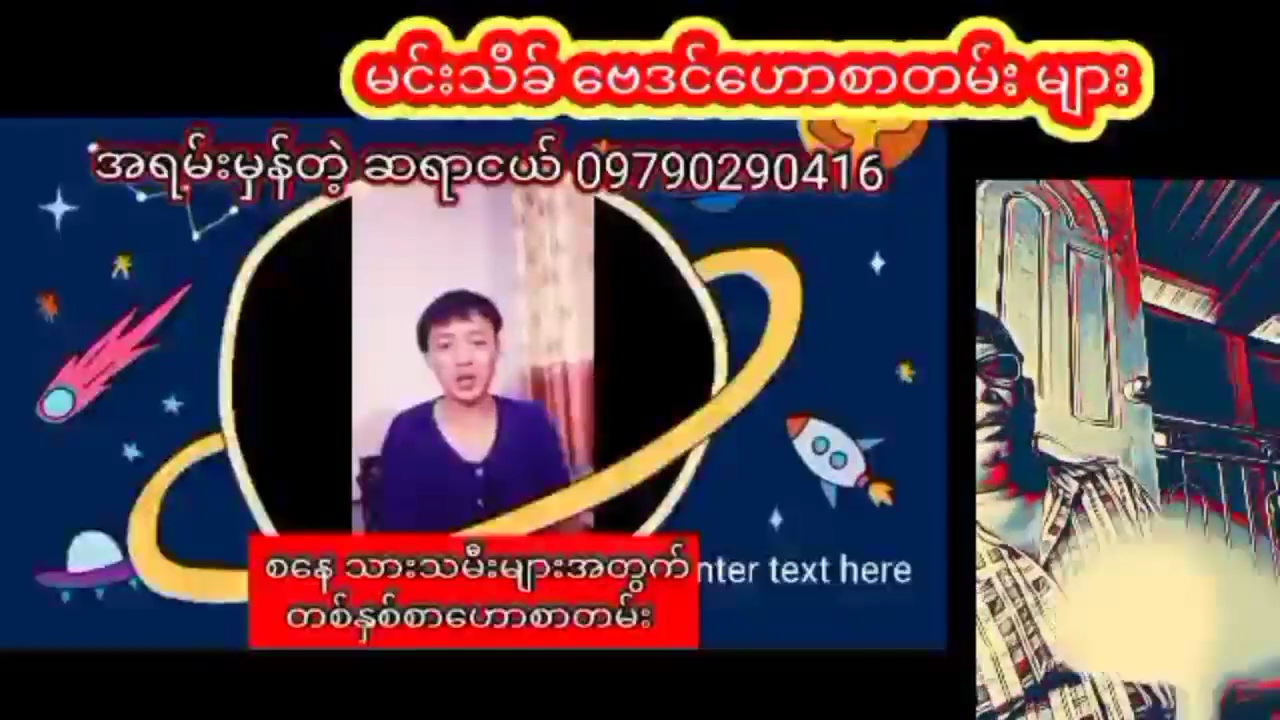 မင်းသိခ် ဗေဒင်ဟောစာတမ်း များ
အရမ်းမှန်တဲ့ ဆရာငယ် 09790290416
စနေ သားသမီးများအတွက်
တစ်နှစ်စာဟောစာတမ်း
nter text here